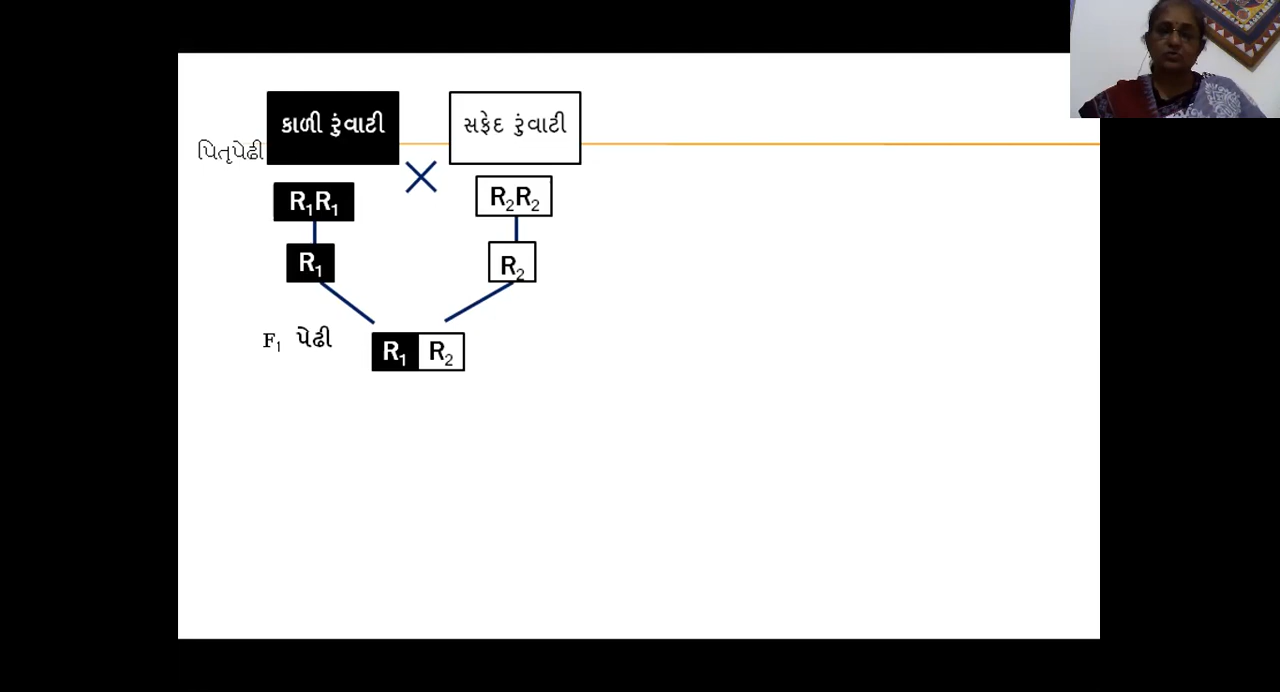 કાળી રુંવાટી સફેદ રુંવાટી
પિતૃપેઢી
R₁R₁ R₂R₂
R₁ R₂
F₁ પેઢી R₁ R₂